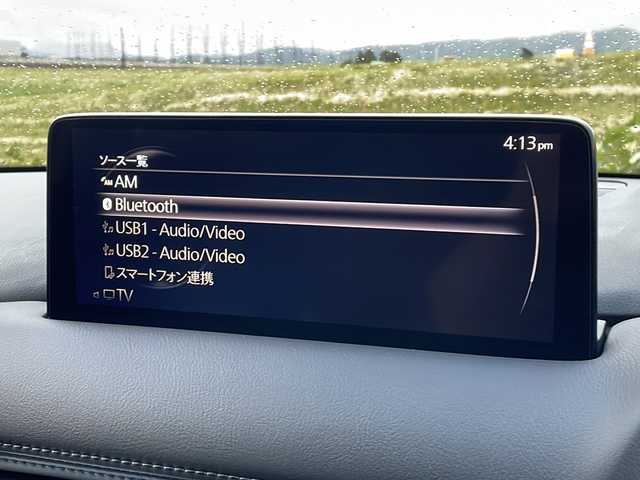 4:13pm
ソース一覧
AM AM
Bluetooth
USB1 - Audio/Video
USB2 - Audio/Video
スマートフォン連携
TV